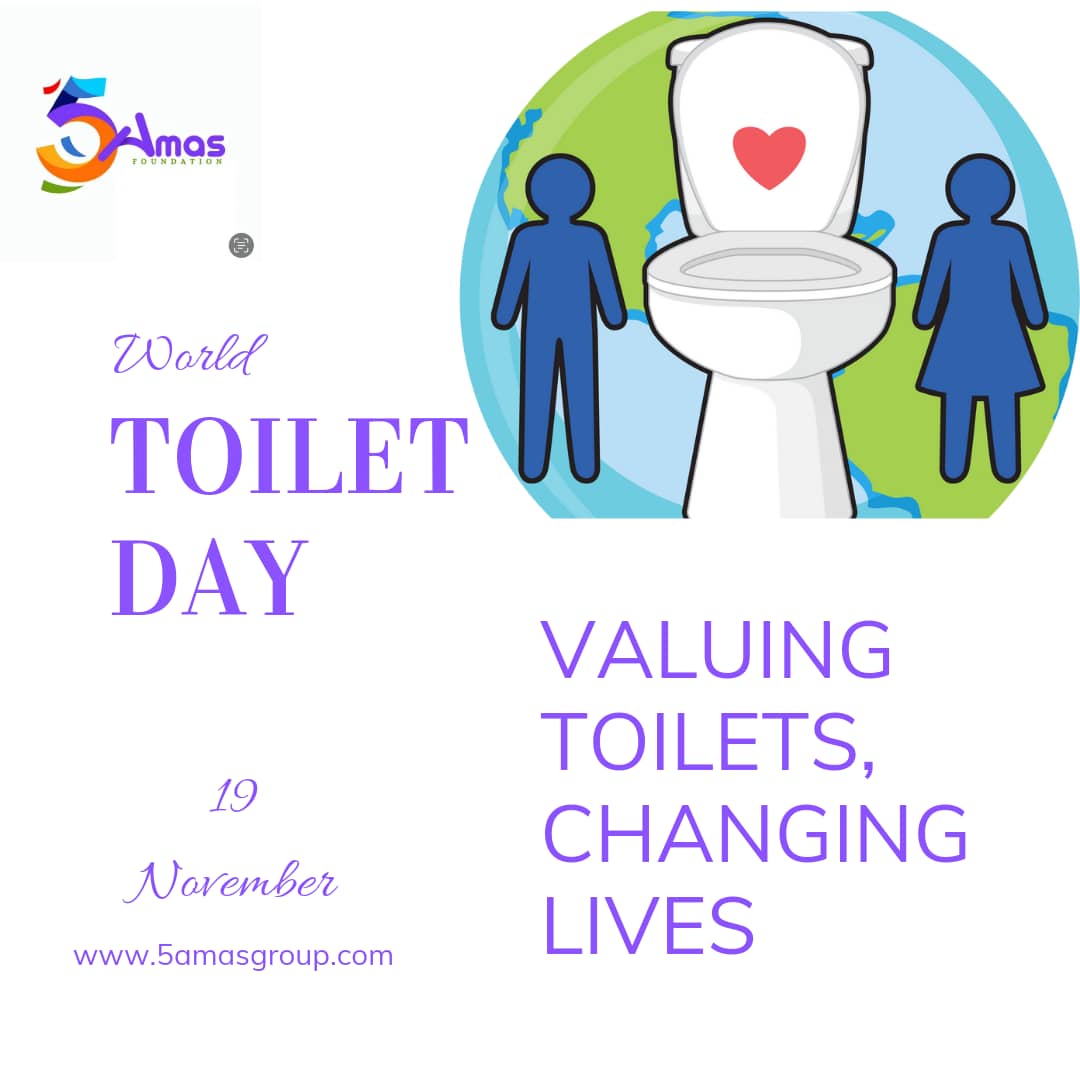 5Amas
FOUNDATION
World
TOILET
DAY
19
November
www.5amasgroup.com
VALUING
TOILETS,
CHANGING
LIVES